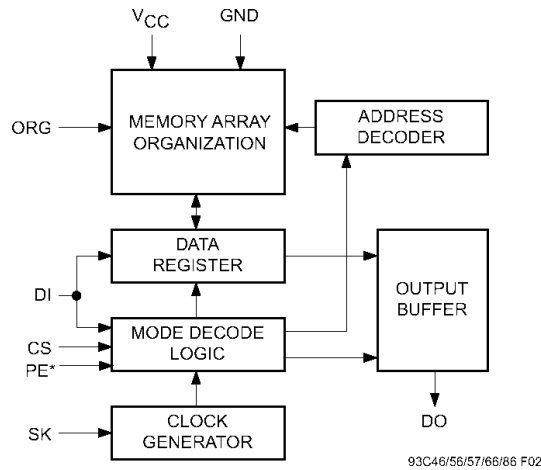 VCC
GND
ORG
MEMORY ARRAY
ORGANIZATION
ADDRESS
DECODER
DATA
REGISTER
DI
OUTPUT
BUFFER
MODE DECODE
LOGIC
CS
PE*
CLOCK
GENERATOR
SK
DO
93C46/56/57/66/86 F02